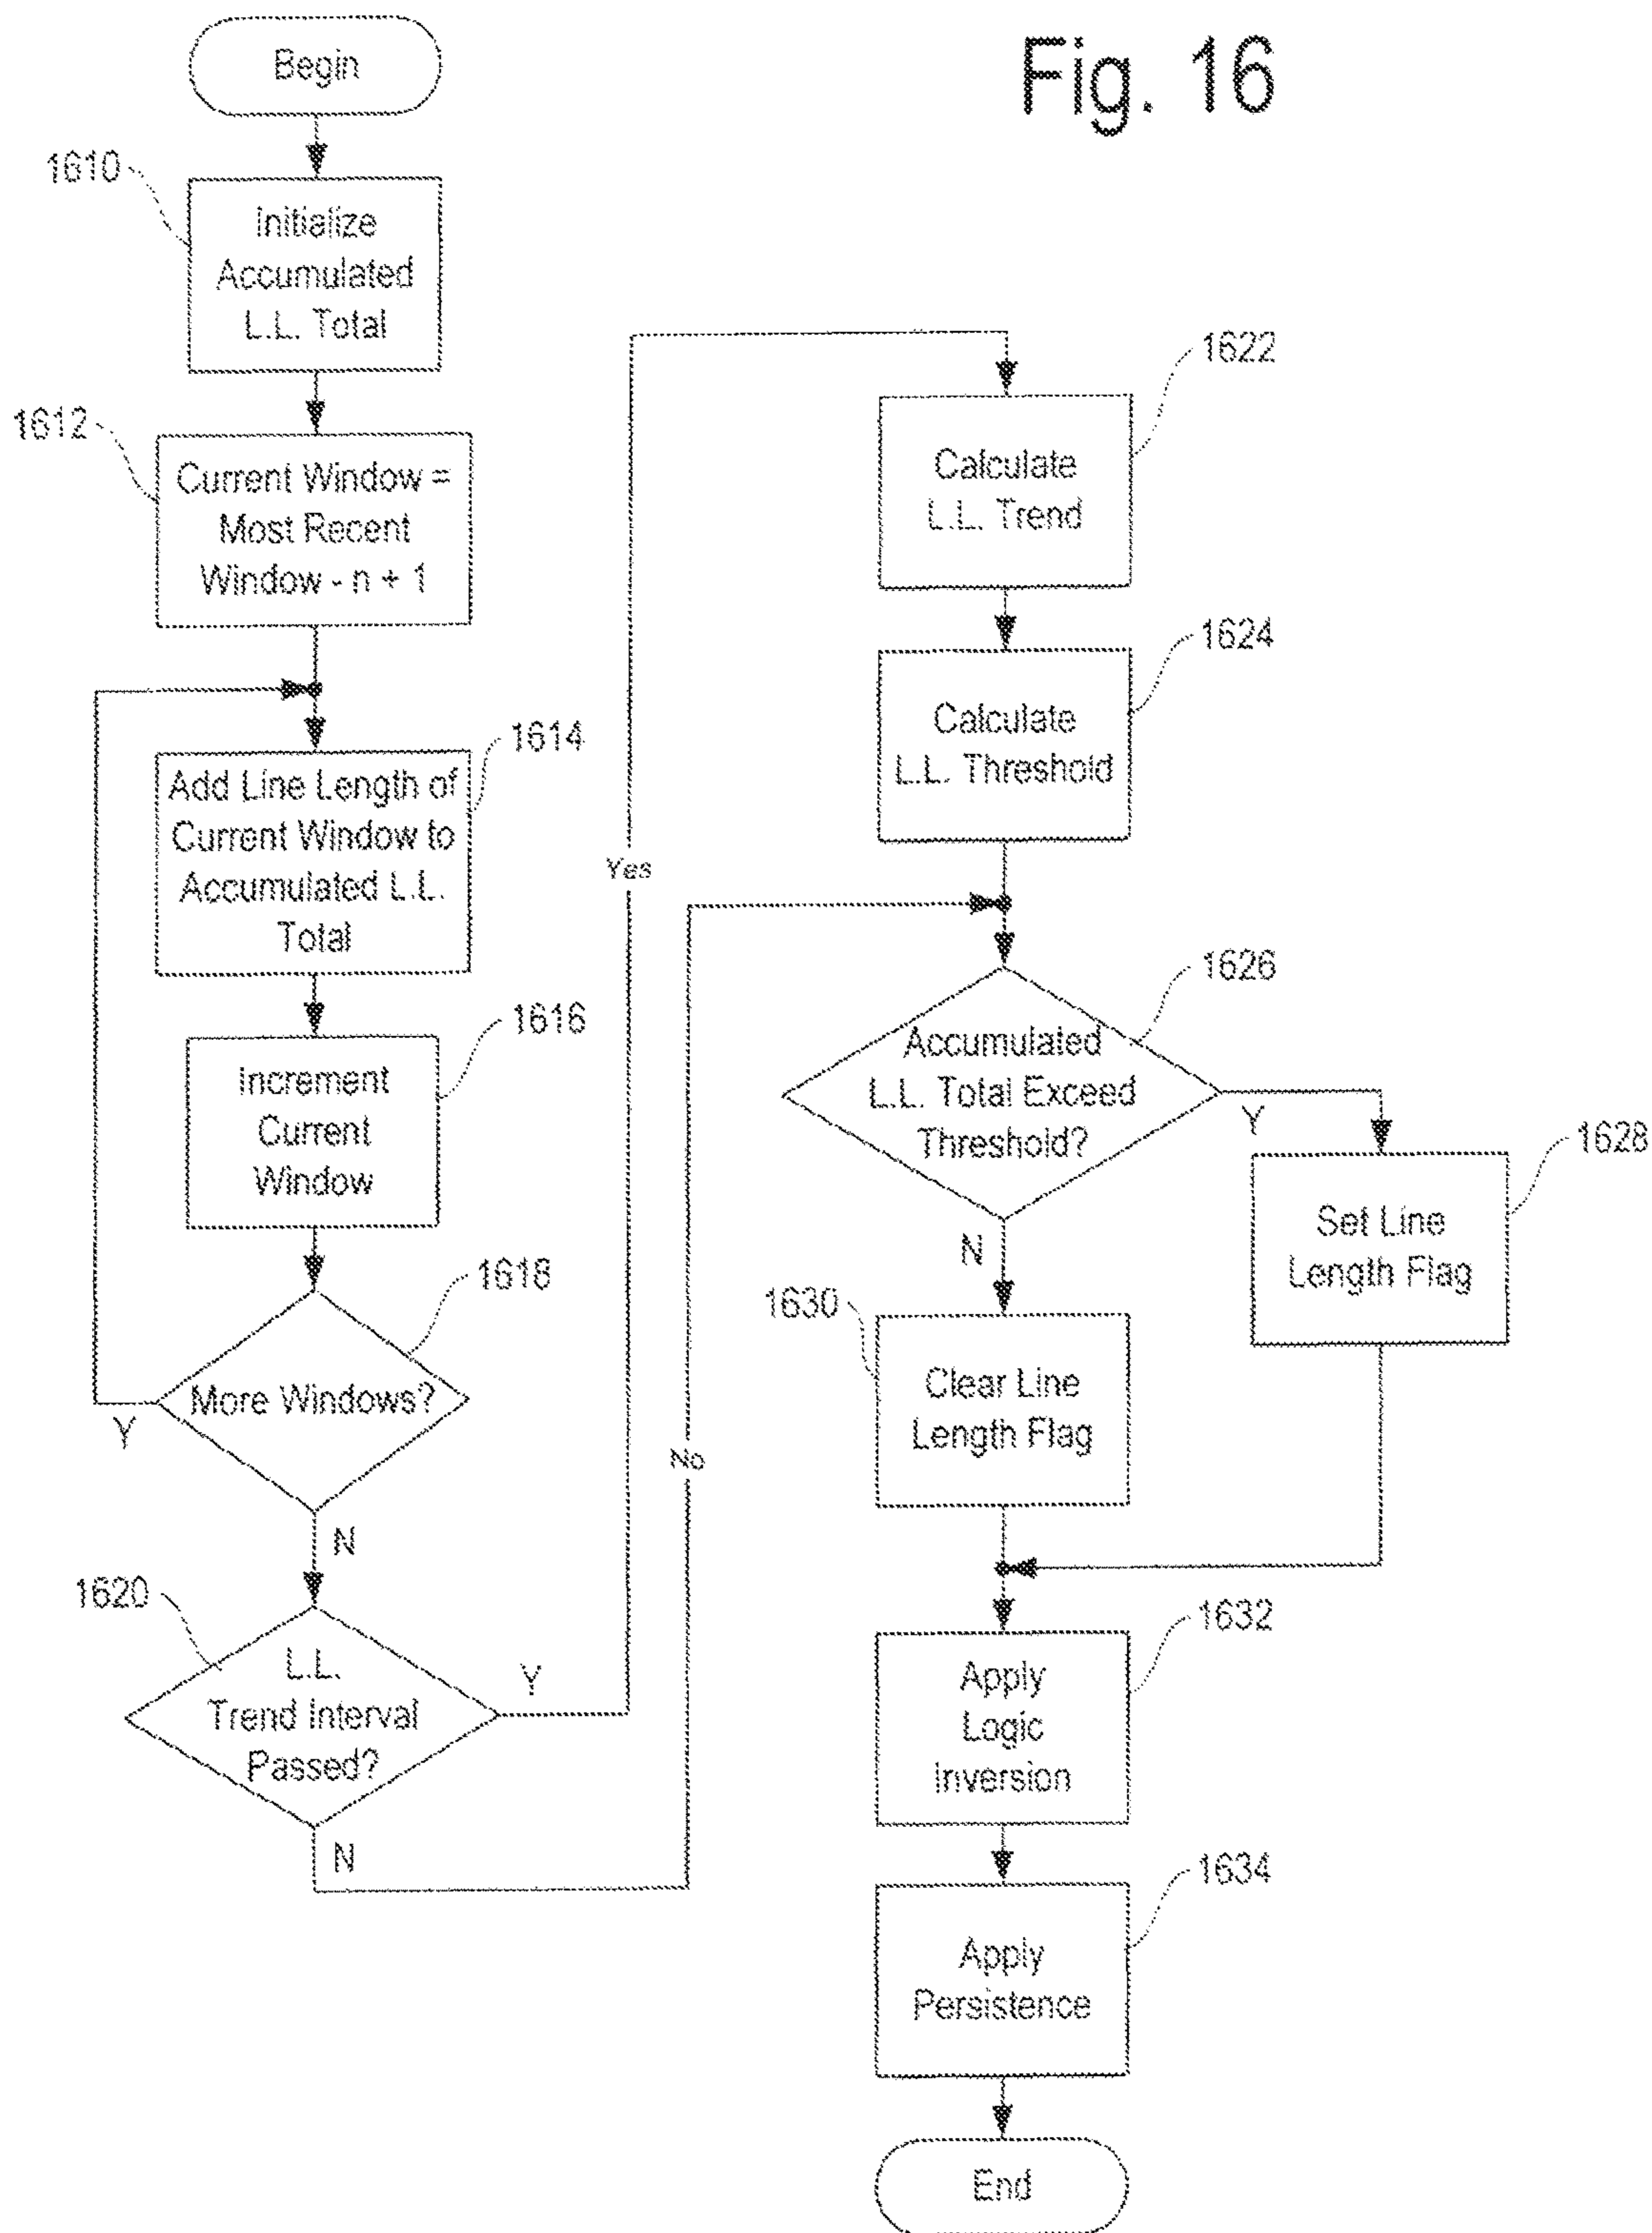 Fig. 16
Begin
1610
Initialize
Accumulated
L.L. Total
1612
Current Window =
Most Recent
Window - n + 1
1614
Add Line Length of
Current Window to
Accumulated L.L.
Total
1616
Increment
Current
Window
1618
More Windows?
Y
N
1620
L.L.
Trend Interval
Passed?
Y
N
Yes
No
1622
Calculate
L.L. Trend
1624
Calculate
L.L. Threshold
1626
Accumulated
L.L. Total Exceed
Threshold?
Y
N
1628
Set Line
Length Flag
1630
Clear Line
Length Flag
1632
Apply
Logic
Inversion
1634
Apply
Persistence
End